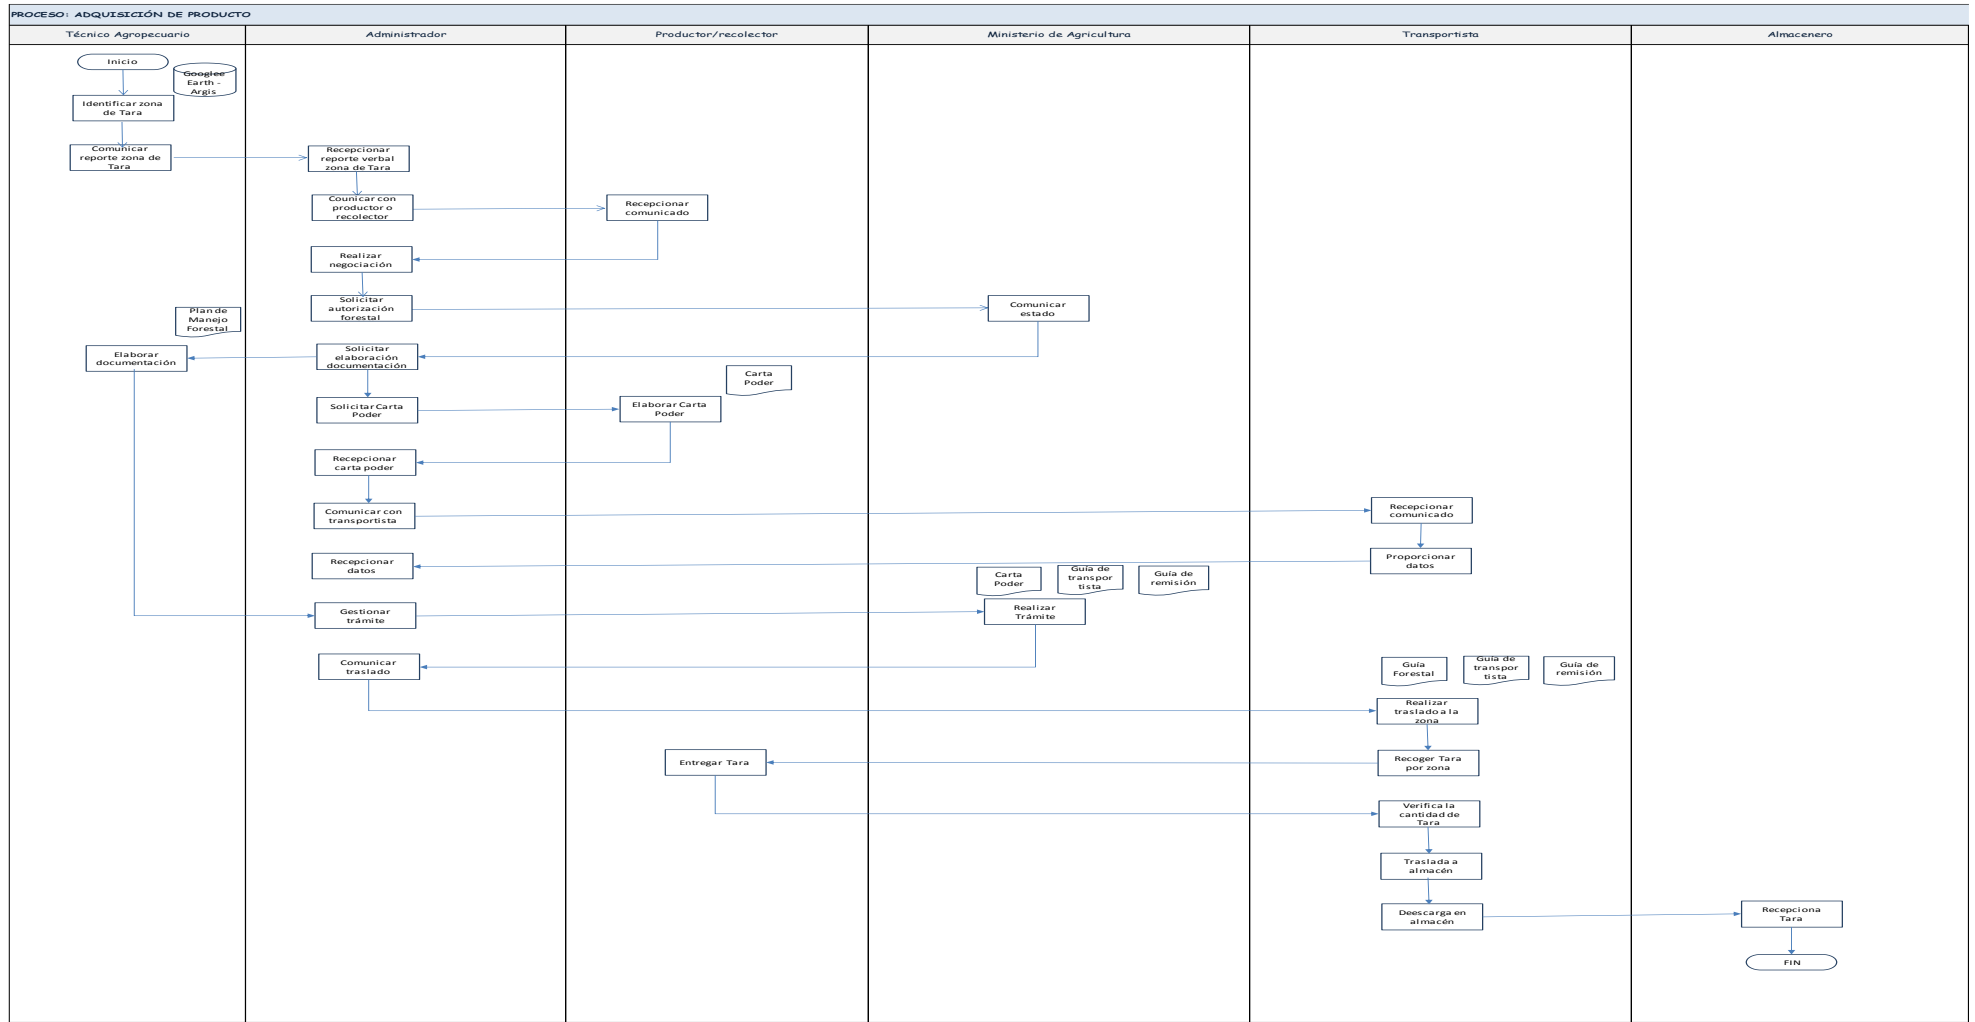 PROCESO: ADQUISICIÓN DE PRODUCTO
Técnico Agropecuario
Administrador
Productor/recolector
Ministerio de Agricultura
Transportista
Almacenero
Inicio
Googlee
Earth -
Argis
Identificar zona
de Tara
Comunicar
reporte zona de
Tara
Recepcionar
reporte verbal
zona de Tara
Counicar con
productor o
recolector
Recepcionar
comunicado
Realizar
negociación
Solicitar
autorización
forestal
Comunicar
estado
Plan de
Manejo
Forestal
Elaborar
documentación
Solicitar
elaboración
documentación
Carta
Poder
Solicitar Carta
Poder
Elaborar Carta
Poder
Recepcionar
carta poder
Comunicar con
transportista
Recepcionar
comunicado
Proporcionar
datos
Recepcionar
datos
Carta
Poder
Guía de
transpor
tista
Guía de
remisión
Gestionar
trámite
Realizar
Trámite
Comunicar
traslado
Guía
Forestal
Guía de
transpor
tista
Guía de
remisión
Realizar
traslado a la
zona
Entregar Tara
Recoger Tara
por zona
Verifica la
cantidad de
Tara
Traslada a
almacén
Deescarga en
almacén
Recepciona
Tara
FIN